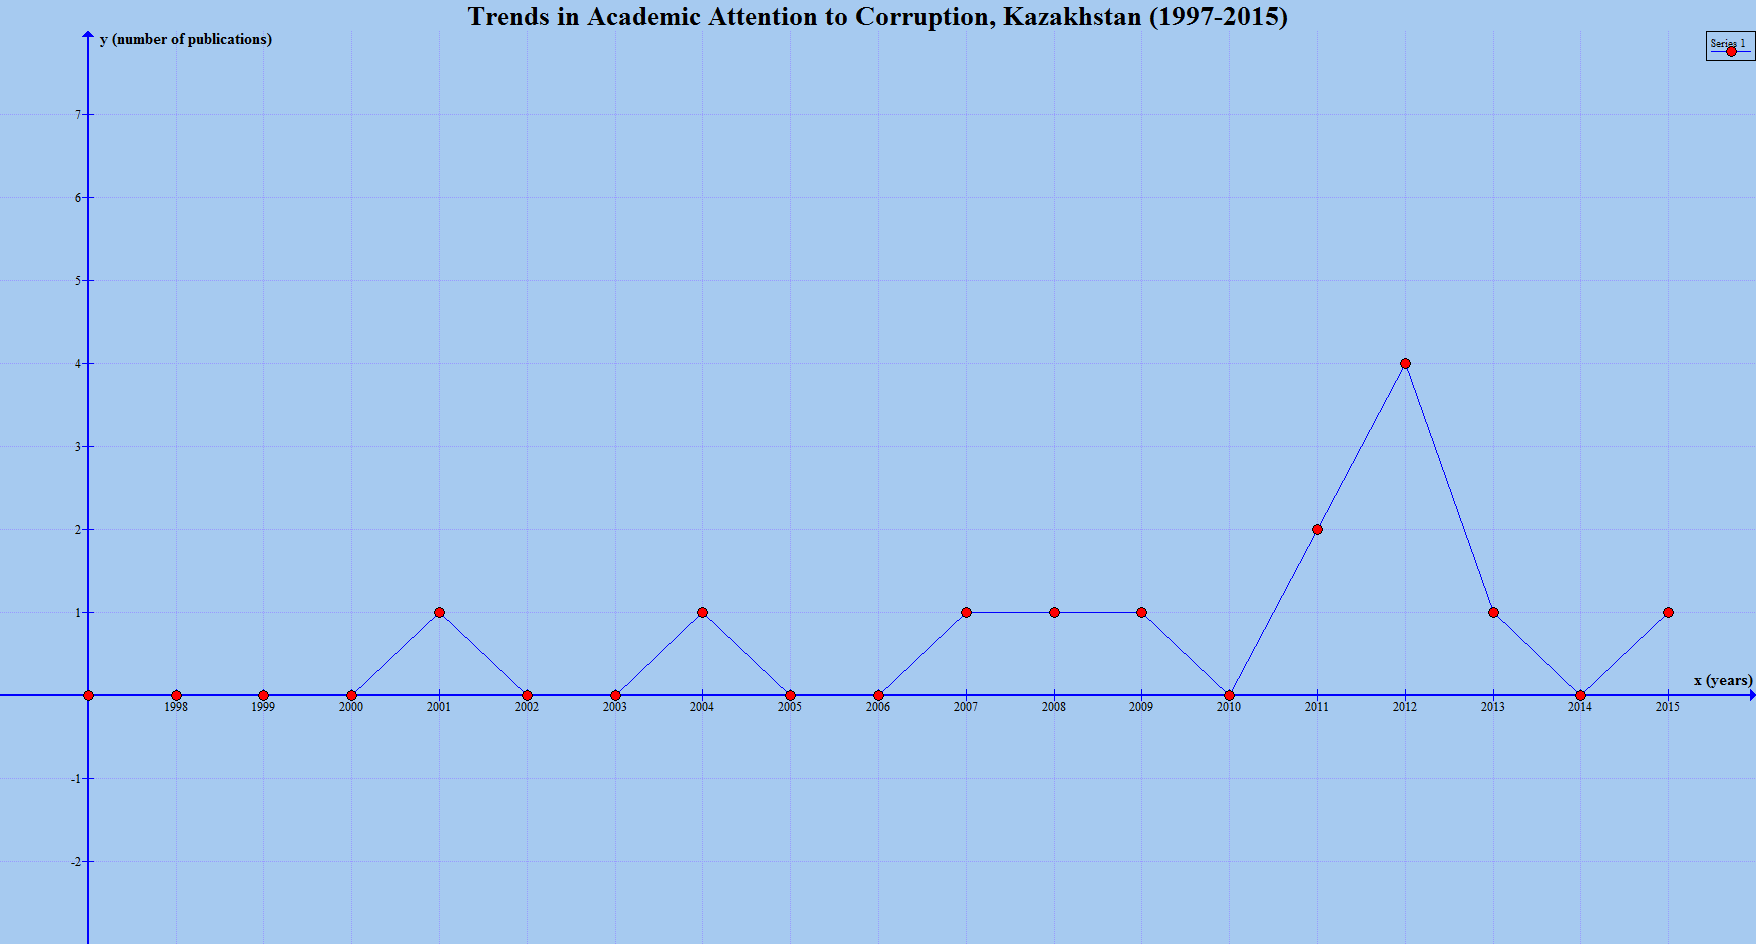 Trends in Academic Attention to Corruption, Kazakhstan (1997-2015)
y (number of publications)
Series 1
7
6
5
4
3
2
1
x (years)
1998 1999 2000 2001 2002 2003 2004 2005 2006 2007 2008 2009 2010 2011 2012 2013 2014 2015
-1
-2